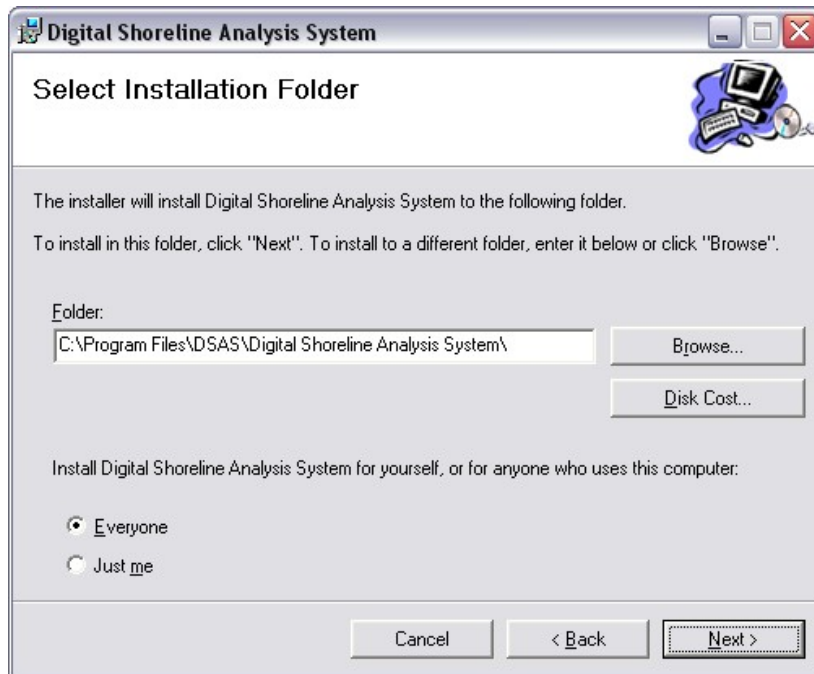 Digital Shoreline Analysis System
Select Installation Folder
The installer will install Digital Shoreline Analysis System to the following folder.
To install in this folder, click "Next". To install to a different folder, enter it below or click "Browse".
Folder:
C:\Program Files\DSAS\Digital Shoreline Analysis System\
Browse...
Disk Cost...
Install Digital Shoreline Analysis System for yourself, or for anyone who uses this computer:
Everyone
Just me
Cancel
< Back
Next >